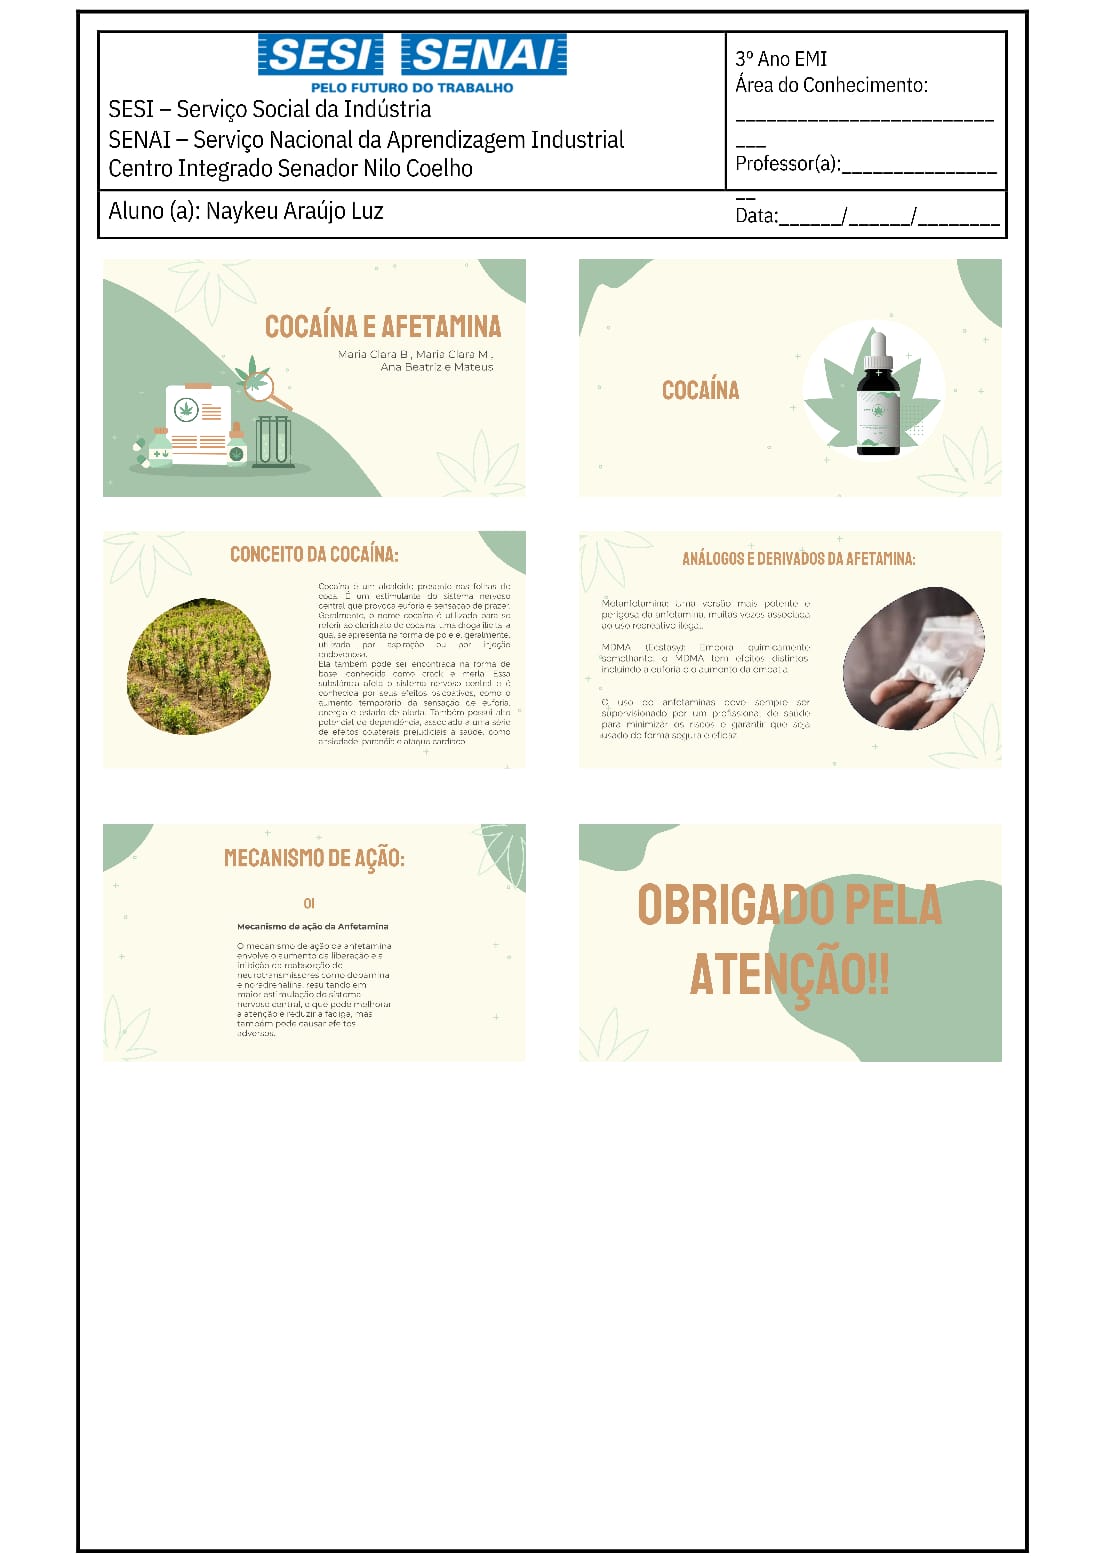 SESI SENAI
PELO FUTURO DO TRABALHO
SESI – Serviço Social da Indústria
SENAI – Serviço Nacional da Aprendizagem Industrial
Centro Integrado Senador Nilo Coelho
3º Ano EMI
Área do Conhecimento:
_________________________
___
Professor(a):_______________
__
Aluno (a): Naykeu Araújo Luz
Data:______/______/________
COCAÍNA E AFETAMINA
Maria Clara B , Maria Clara M ,
Ana Beatriz e Mateus
COCAÍNA
CONCEITO DA COCAÍNA:
Cocaína é um alcaloide presente nas folhas de
coca. É um estimulante do sistema nervoso
central que provoca euforia e sensação de prazer.
Geralmente, o nome cocaína é utilizado para se
referir ao cloridrato de cocaína, uma droga ilícita, a
qual, se apresenta na forma de pó e é, geralmente,
utilizada por aspiração ou por injeção
endovenosa.
Ela também pode ser encontrada na forma de
base conhecida como crack e merla. Essa
substância afeta o sistema nervoso central e é
conhecida por seus efeitos psicoativos, como o
aumento temporário da sensação de euforia,
energia e estado de alerta. Também possui alto
potencial de dependência, associado a uma série
de efeitos colaterais prejudiciais à saúde, como
ansiedade, paranóia e ataque cardíaco.
ANÁLOGOS E DERIVADOS DA AFETAMINA:
Metanfetamina: uma versão mais potente e
perigosa da anfetamina, muitas vezes associada
ao uso recreativo ilegal.
MDMA (Ecstasy): Embora quimicamente
semelhante, o MDMA tem efeitos distintos,
incluindo a euforia e o aumento da empatia.
O uso de anfetaminas deve sempre ser
supervisionado por um profissional de saúde
para minimizar os riscos e garantir que seja
usado de forma segura e eficaz.
MECANISMO DE AÇÃO:
01
Mecanismo de ação da Anfetamina
O mecanismo de ação da anfetamina
envolve o aumento da liberação e a
inibição da reabsorção de
neurotransmissores como dopamina
e noradrenalina, resultando em
maior estimulação do sistema
nervoso central, o que pode melhorar
a atenção e reduzir a fadiga, mas
também pode causar efeitos
adversos.
OBRIGADO PELA
ATENÇÃO!!